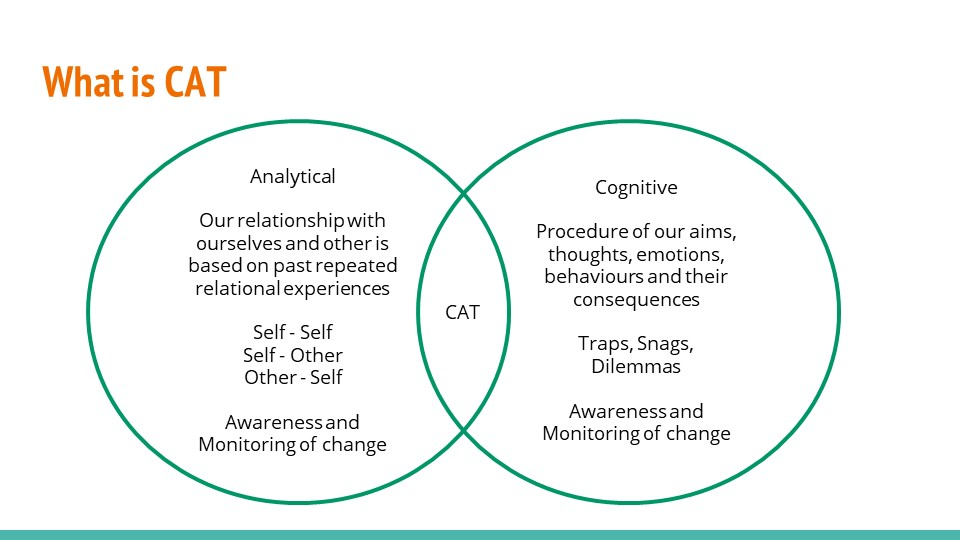 What is CAT
Analytical
Our relationship with
ourselves and other is
based on past repeated
relational experiences
Self - Self
Self - Other
Other - Self
Awareness and
Monitoring of change
CAT
Cognitive
Procedure of our aims,
thoughts, emotions,
behaviours and their
consequences
Traps, Snags,
Dilemmas
Awareness and
Monitoring of change